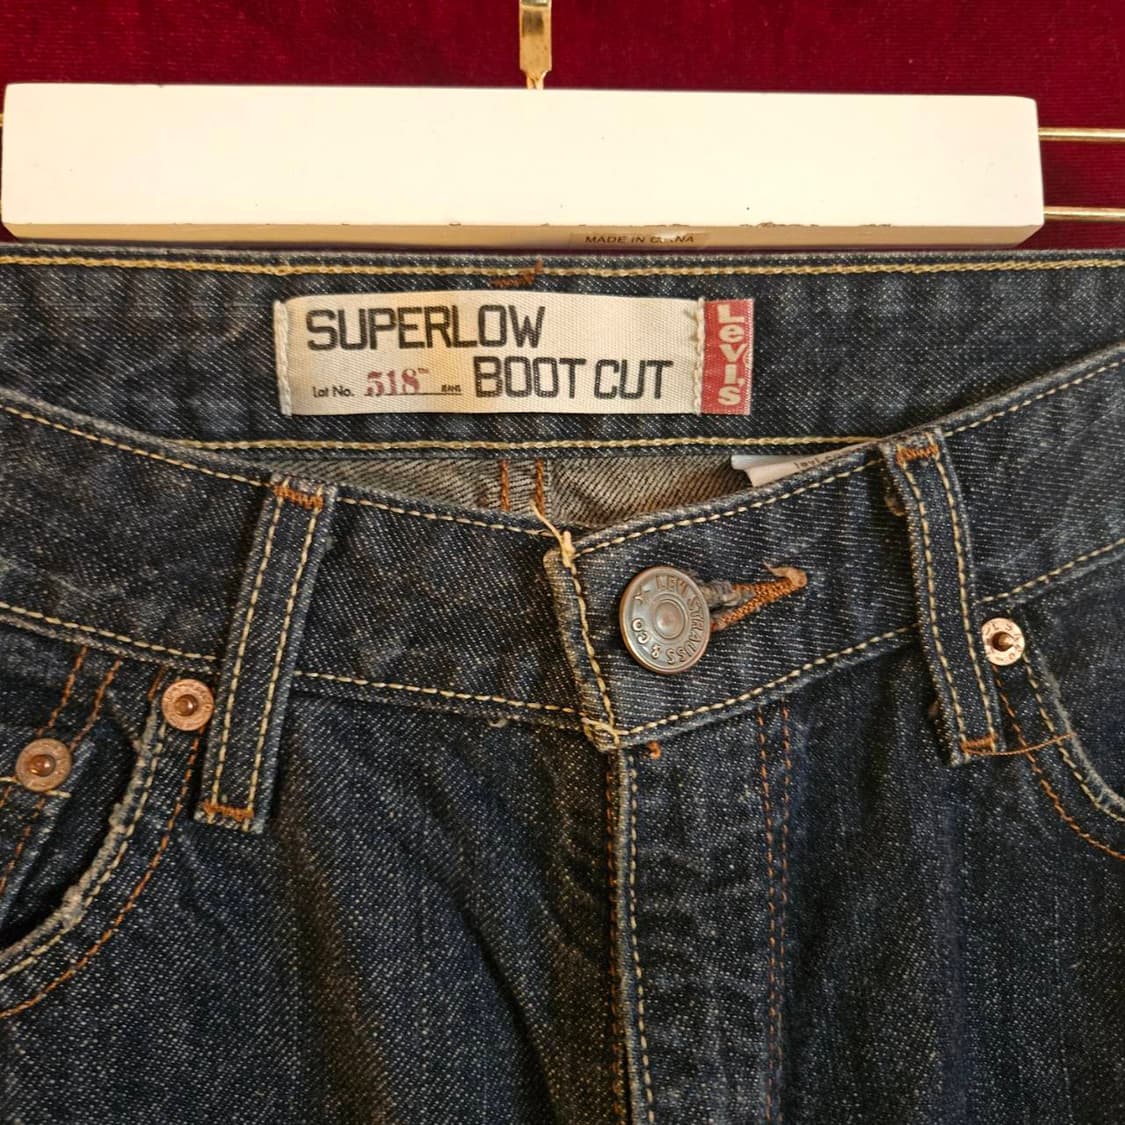 MADE IN CHINA
SUPERLOW
Lot No. 518™ JEANS BOOT CUT
Levi's
LEVI STRAUSS & CO